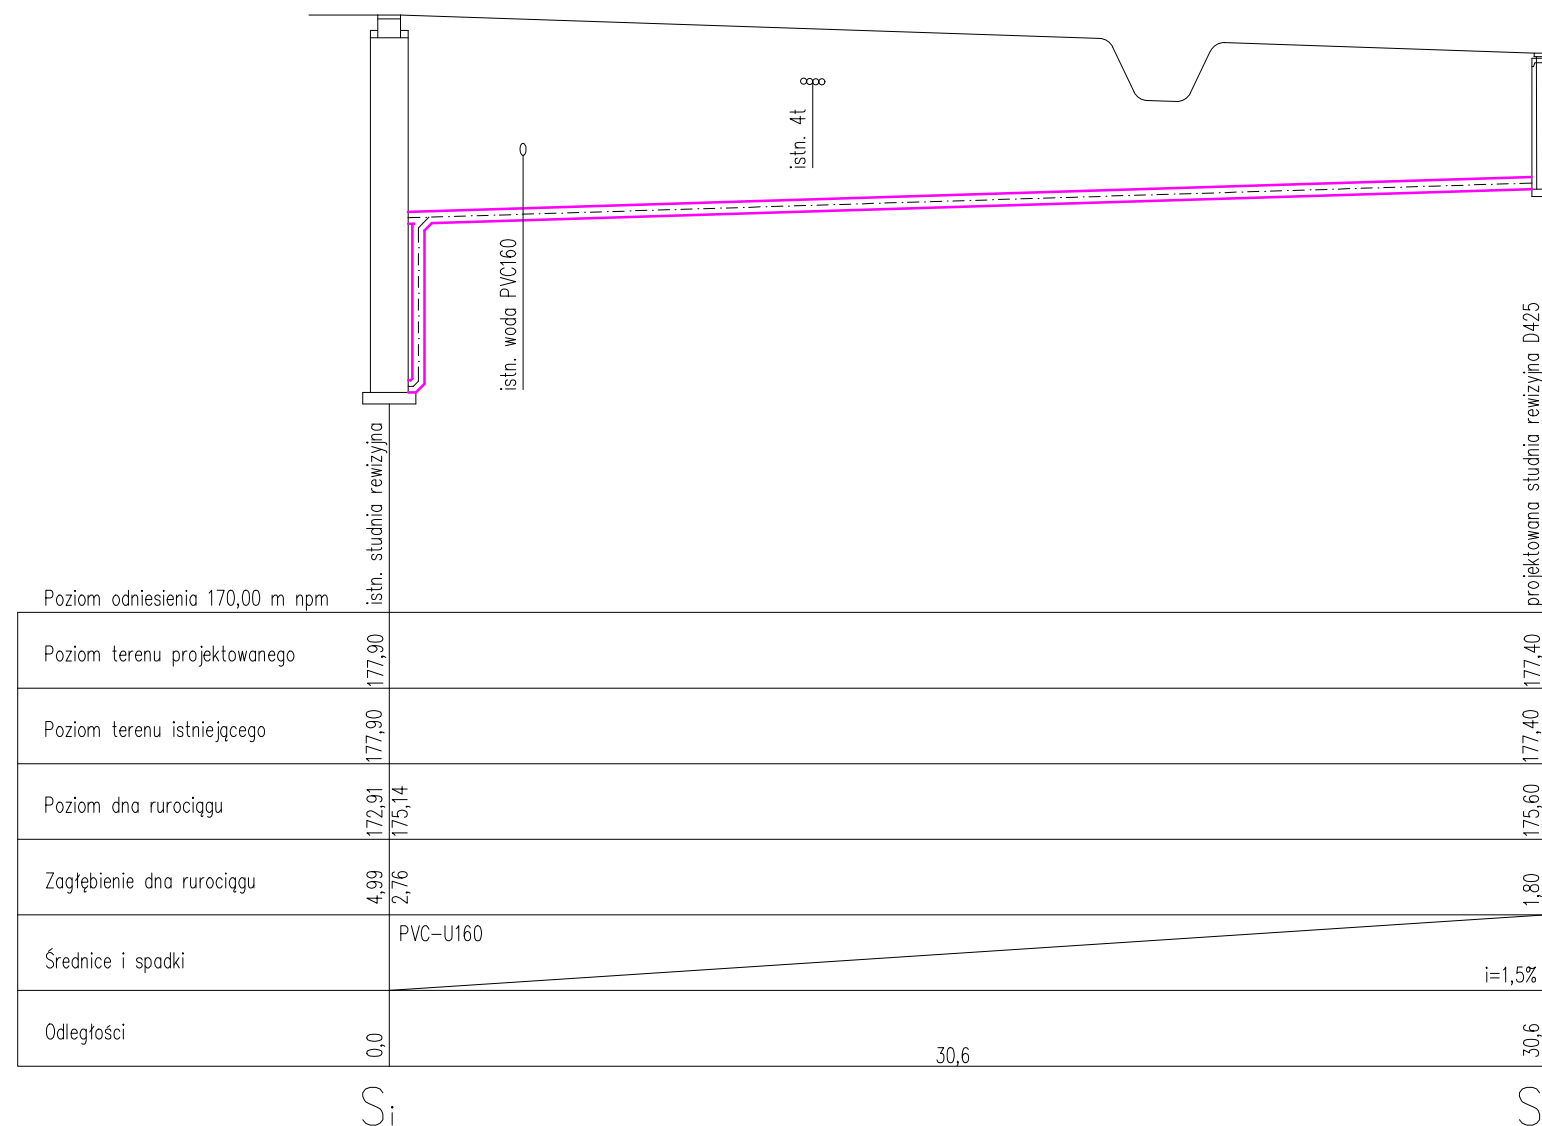 istn. 4t
istn. woda PVC160
istn. studnia rewizyjna
projektowana studnia rewizyjna D425
Poziom odniesienia 170,00 m npm
Poziom terenu projektowanego 177,90 177,40
Poziom terenu istniejącego 177,90 177,40
Poziom dna rurociągu 172,91 175,14 175,60
Zagłębienie dna rurociągu 4,99 2,76 1,80
PVC-U160
Średnice i spadki
i=1,5%
Odległości 0,0 30,6 30,6
Si S